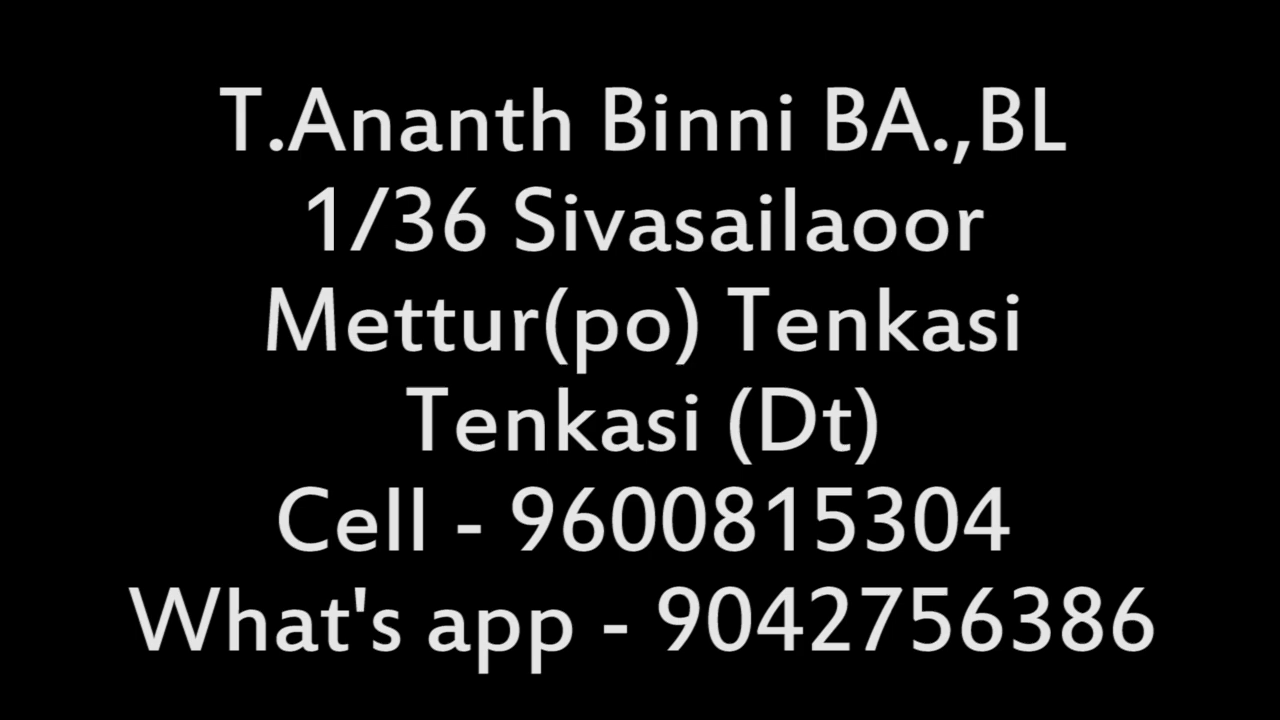 T.Ananth Binni BA.,BL
1/36 Sivasailaoor
Mettur(po) Tenkasi
Tenkasi (Dt)
Cell - 9600815304
What's app - 9042756386